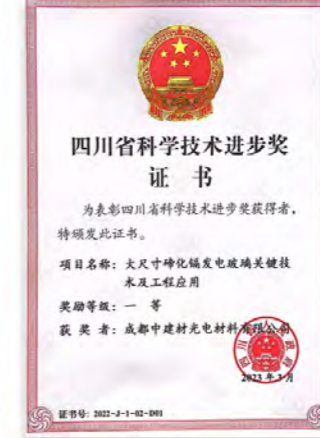 四川省科学技术进步奖
证书
为表彰四川省科学技术进步奖获得者，
特颁发此证书。
项目名称：大尺寸碲化镉发电玻璃关键技
术及工程应用
奖励等级：一等
获奖者：成都中建材光电材料有限公司
2023年3月
证书号：2022-J-1-02-D01